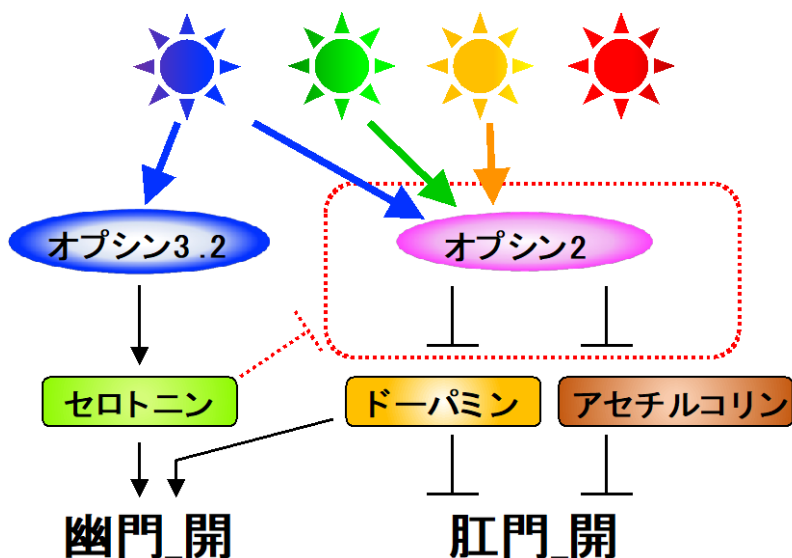 オプシン3.2
オプシン2
セロトニン
ドーパミン
アセチルコリン
幽門_開
肛門_開